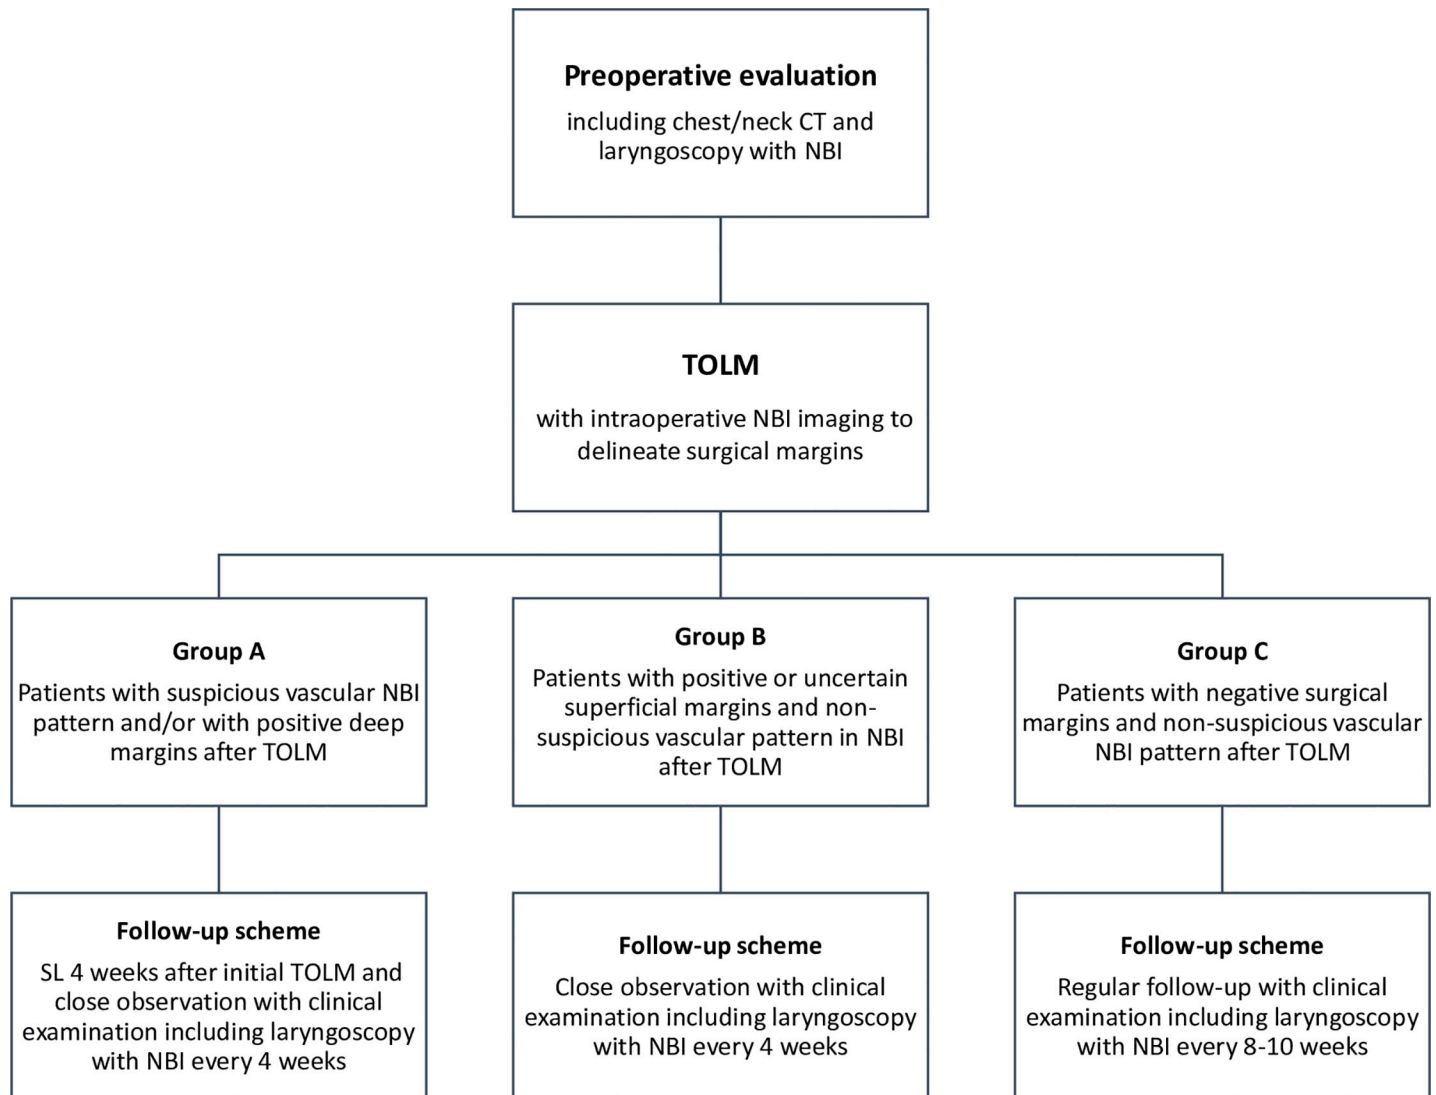 Preoperative evaluation
including chest/neck CT and
laryngoscopy with NBI
TOLM
with intraoperative NBI imaging to
delineate surgical margins
Group A
Patients with suspicious vascular NBI
pattern and/or with positive deep
margins after TOLM
Group B
Patients with positive or uncertain
superficial margins and non-
suspicious vascular pattern in NBI
after TOLM
Group C
Patients with negative surgical
margins and non-suspicious vascular
NBI pattern after TOLM
Follow-up scheme
SL 4 weeks after initial TOLM and
close observation with clinical
examination including laryngoscopy
with NBI every 4 weeks
Follow-up scheme
Close observation with clinical
examination including laryngoscopy
with NBI every 4 weeks
Follow-up scheme
Regular follow-up with clinical
examination including laryngoscopy
with NBI every 8-10 weeks